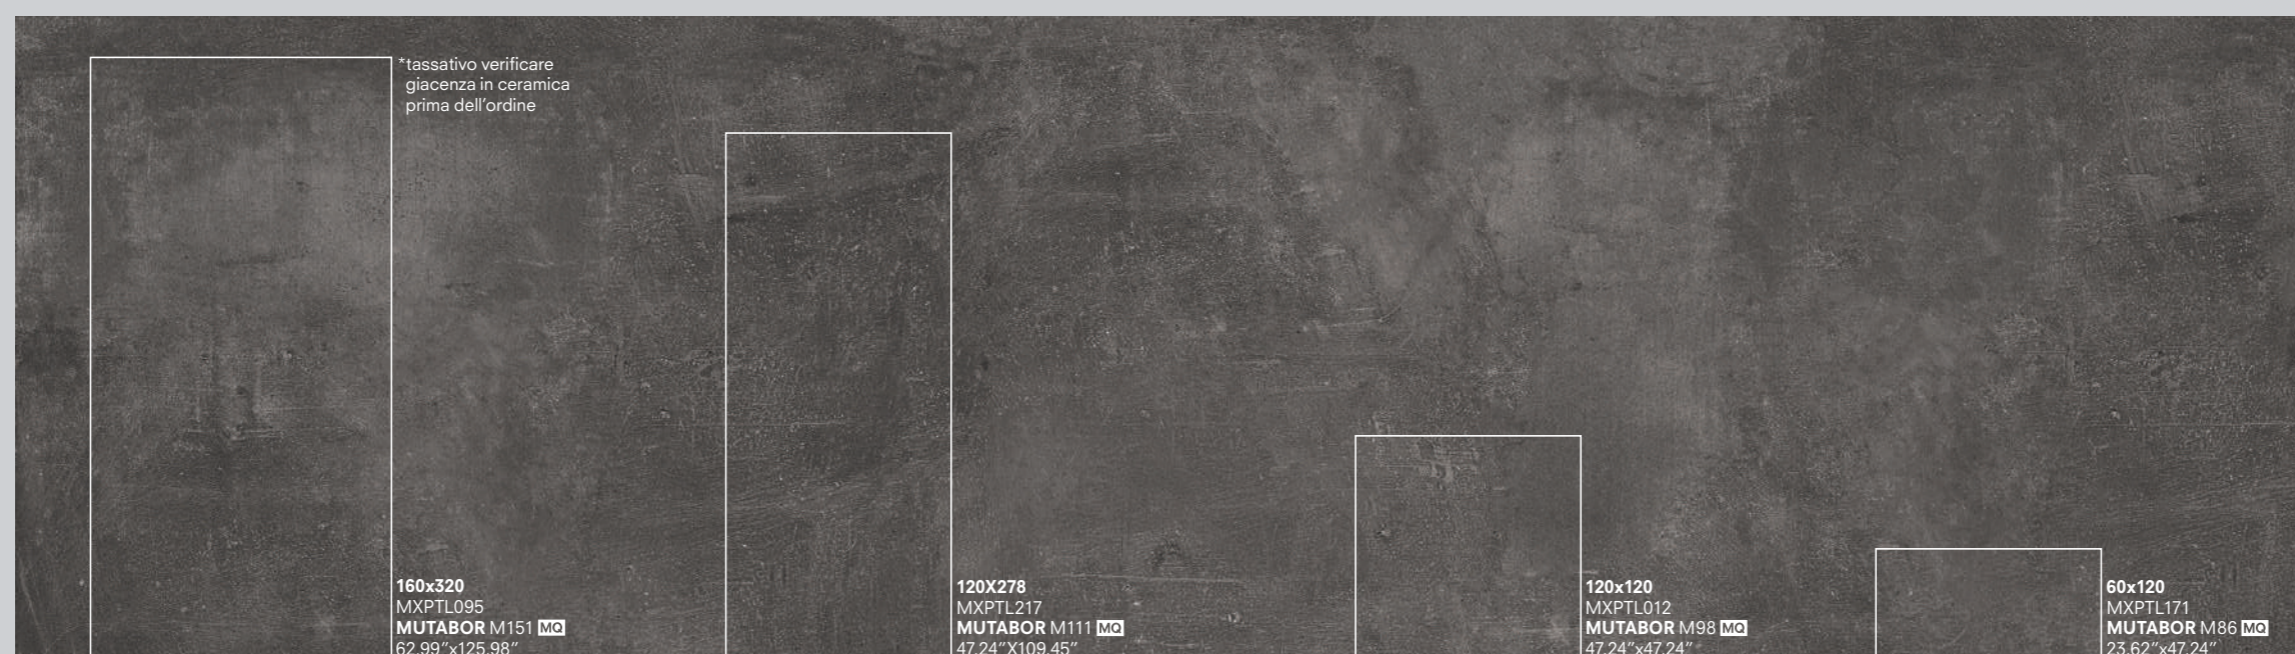 *tassativo verificare
giacenza in ceramica
prima dell'ordine
160x320
MXPTL095
MUTABOR M151 MQ
62.99"x125.98"
120X278
MXPTL217
MUTABOR M111 MQ
47.24"X109.45"
120x120
MXPTL012
MUTABOR M98 MQ
47.24"x47.24"
60x120
MXPTL171
MUTABOR M86 MQ
23.62"x47.24"